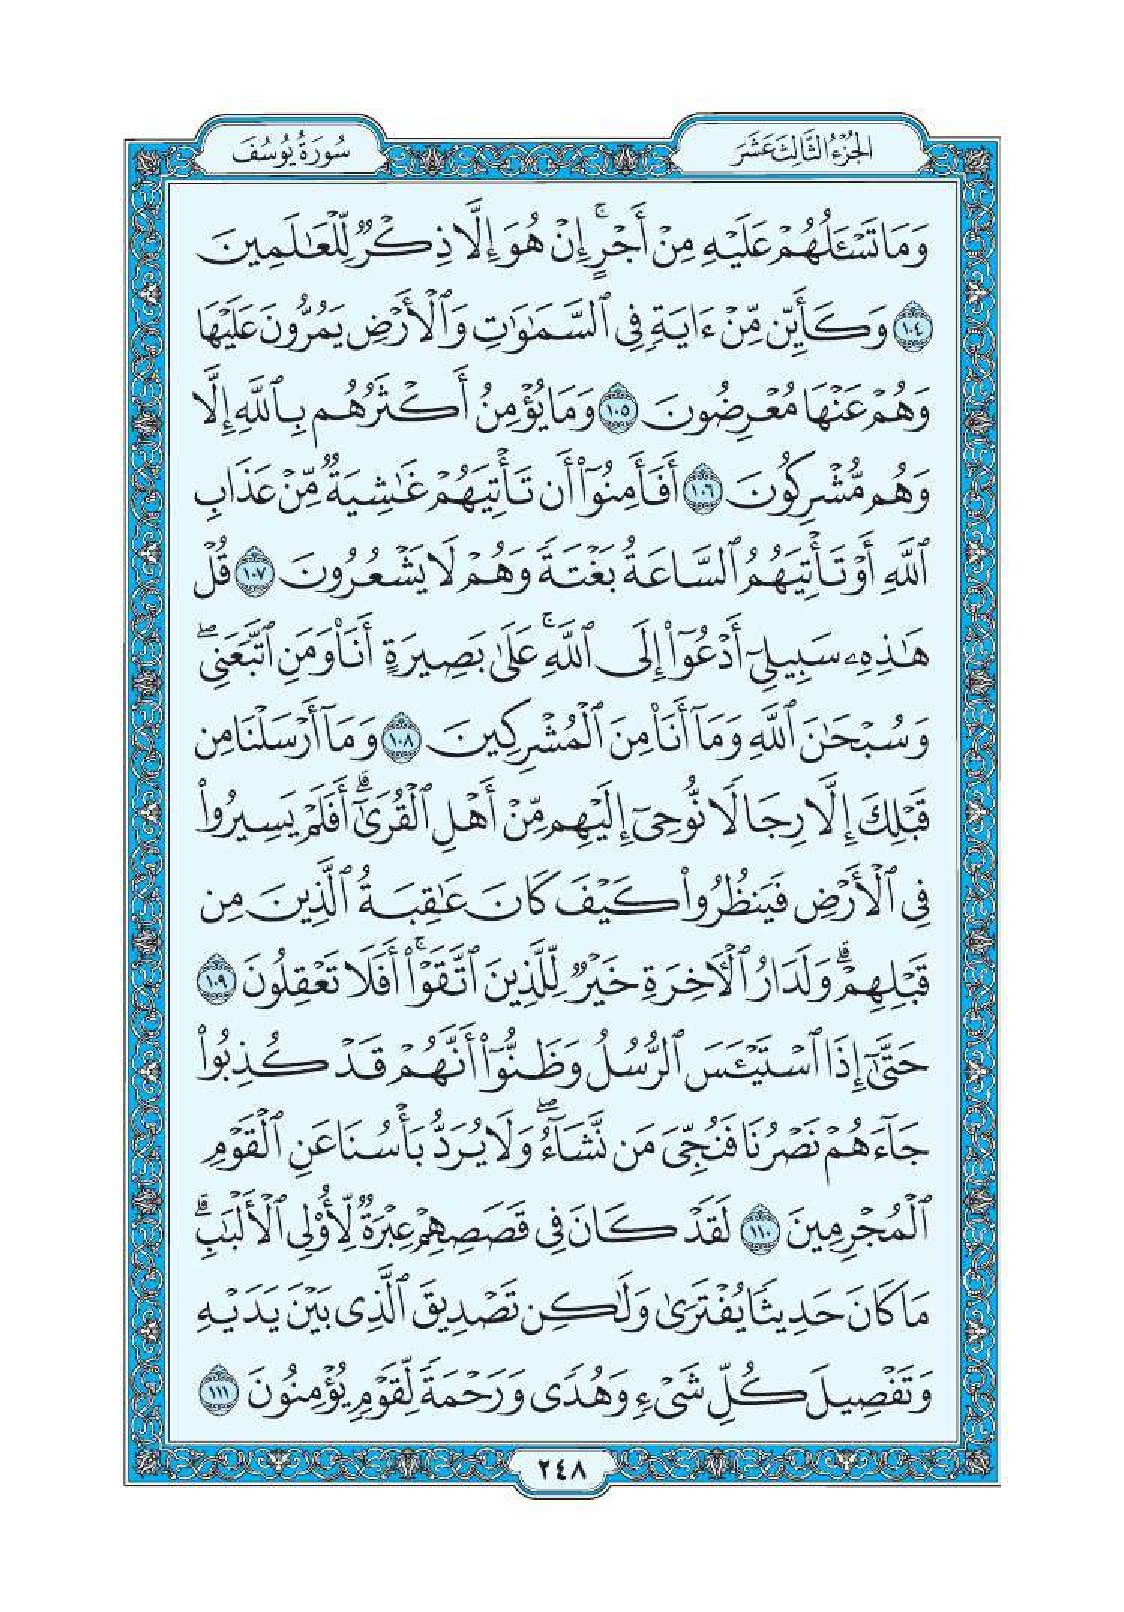 الجُزْءُ الثَّالِثَ عَشَرَ
سُورَةُ يُوسُفَ
وَمَا تَسْـَٔلُهُمْ عَلَيْهِ مِنْ أَجْرٍۚ إِنْ هُوَ إِلَّا ذِكْرٌ لِّلْعَٰلَمِينَ
١٠٤ وَكَأَيِّن مِّنْ ءَايَةٍ فِي ٱلسَّمَٰوَٰتِ وَٱلْأَرْضِ يَمُرُّونَ عَلَيْهَا
وَهُمْ عَنْهَا مُعْرِضُونَ ١٠٥ وَمَا يُؤْمِنُ أَكْثَرُهُم بِٱللَّهِ إِلَّا
وَهُم مُّشْرِكُونَ ١٠٦ أَفَأَمِنُوٓا۟ أَن تَأْتِيَهُمْ غَٰشِيَةٌ مِّنْ عَذَابِ
ٱللَّهِ أَوْ تَأْتِيَهُمُ ٱلسَّاعَةُ بَغْتَةً وَهُمْ لَا يَشْعُرُونَ ١٠٧ قُلْ
هَٰذِهِۦ سَبِيلِيٓ أَدْعُوٓا۟ إِلَى ٱللَّهِۚ عَلَىٰ بَصِيرَةٍ أَنَا۠ وَمَنِ ٱتَّبَعَنِيۖ
وَسُبْحَٰنَ ٱللَّهِ وَمَآ أَنَا۠ مِنَ ٱلْمُشْرِكِينَ ١٠٨ وَمَآ أَرْسَلْنَا مِن
قَبْلِكَ إِلَّا رِجَالًا نُّوحِيٓ إِلَيْهِم مِّنْ أَهْلِ ٱلْقُرَىٰٓۗ أَفَلَمْ يَسِيرُوا۟
فِي ٱلْأَرْضِ فَيَنظُرُوا۟ كَيْفَ كَانَ عَٰقِبَةُ ٱلَّذِينَ مِن
قَبْلِهِمْۗ وَلَدَارُ ٱلْـَٔاخِرَةِ خَيْرٌ لِّلَّذِينَ ٱتَّقَوْا۟ۚ أَفَلَا تَعْقِلُونَ ١٠٩
حَتَّىٰٓ إِذَا ٱسْتَيْـَٔسَ ٱلرُّسُلُ وَظَنُّوٓا۟ أَنَّهُمْ قَدْ كُذِبُوا۟
جَآءَهُمْ نَصْرُنَا فَنُجِّيَ مَن نَّشَآءُۖ وَلَا يُرَدُّ بَأْسُنَا عَنِ ٱلْقَوْمِ
ٱلْمُجْرِمِينَ ١١٠ لَقَدْ كَانَ فِي قَصَصِهِمْ عِبْرَةٌ لِّأُو۟لِي ٱلْأَلْبَٰبِۗ
مَا كَانَ حَدِيثًا يُفْتَرَىٰ وَلَٰكِن تَصْدِيقَ ٱلَّذِي بَيْنَ يَدَيْهِ
وَتَفْصِيلَ كُلِّ شَيْءٍ وَهُدًى وَرَحْمَةً لِّقَوْمٍ يُؤْمِنُونَ ١١١
٢٤٨